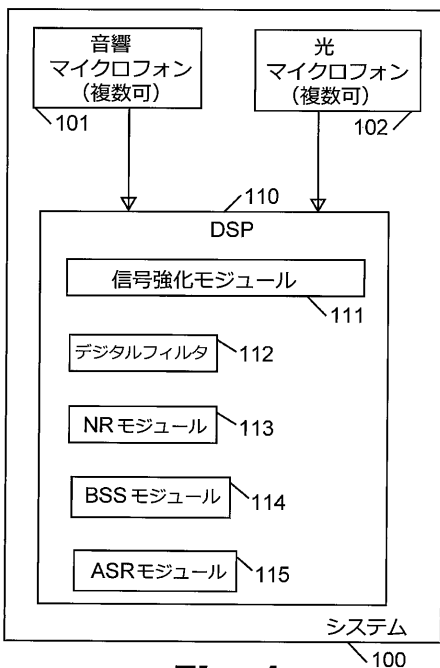 音響
マイクロフォン
（複数可）
101
光
マイクロフォン
（複数可）
102
110
DSP
信号強化モジュール
111
デジタルフィルタ
112
NRモジュール
113
BSSモジュール
114
ASRモジュール
115
システム
100